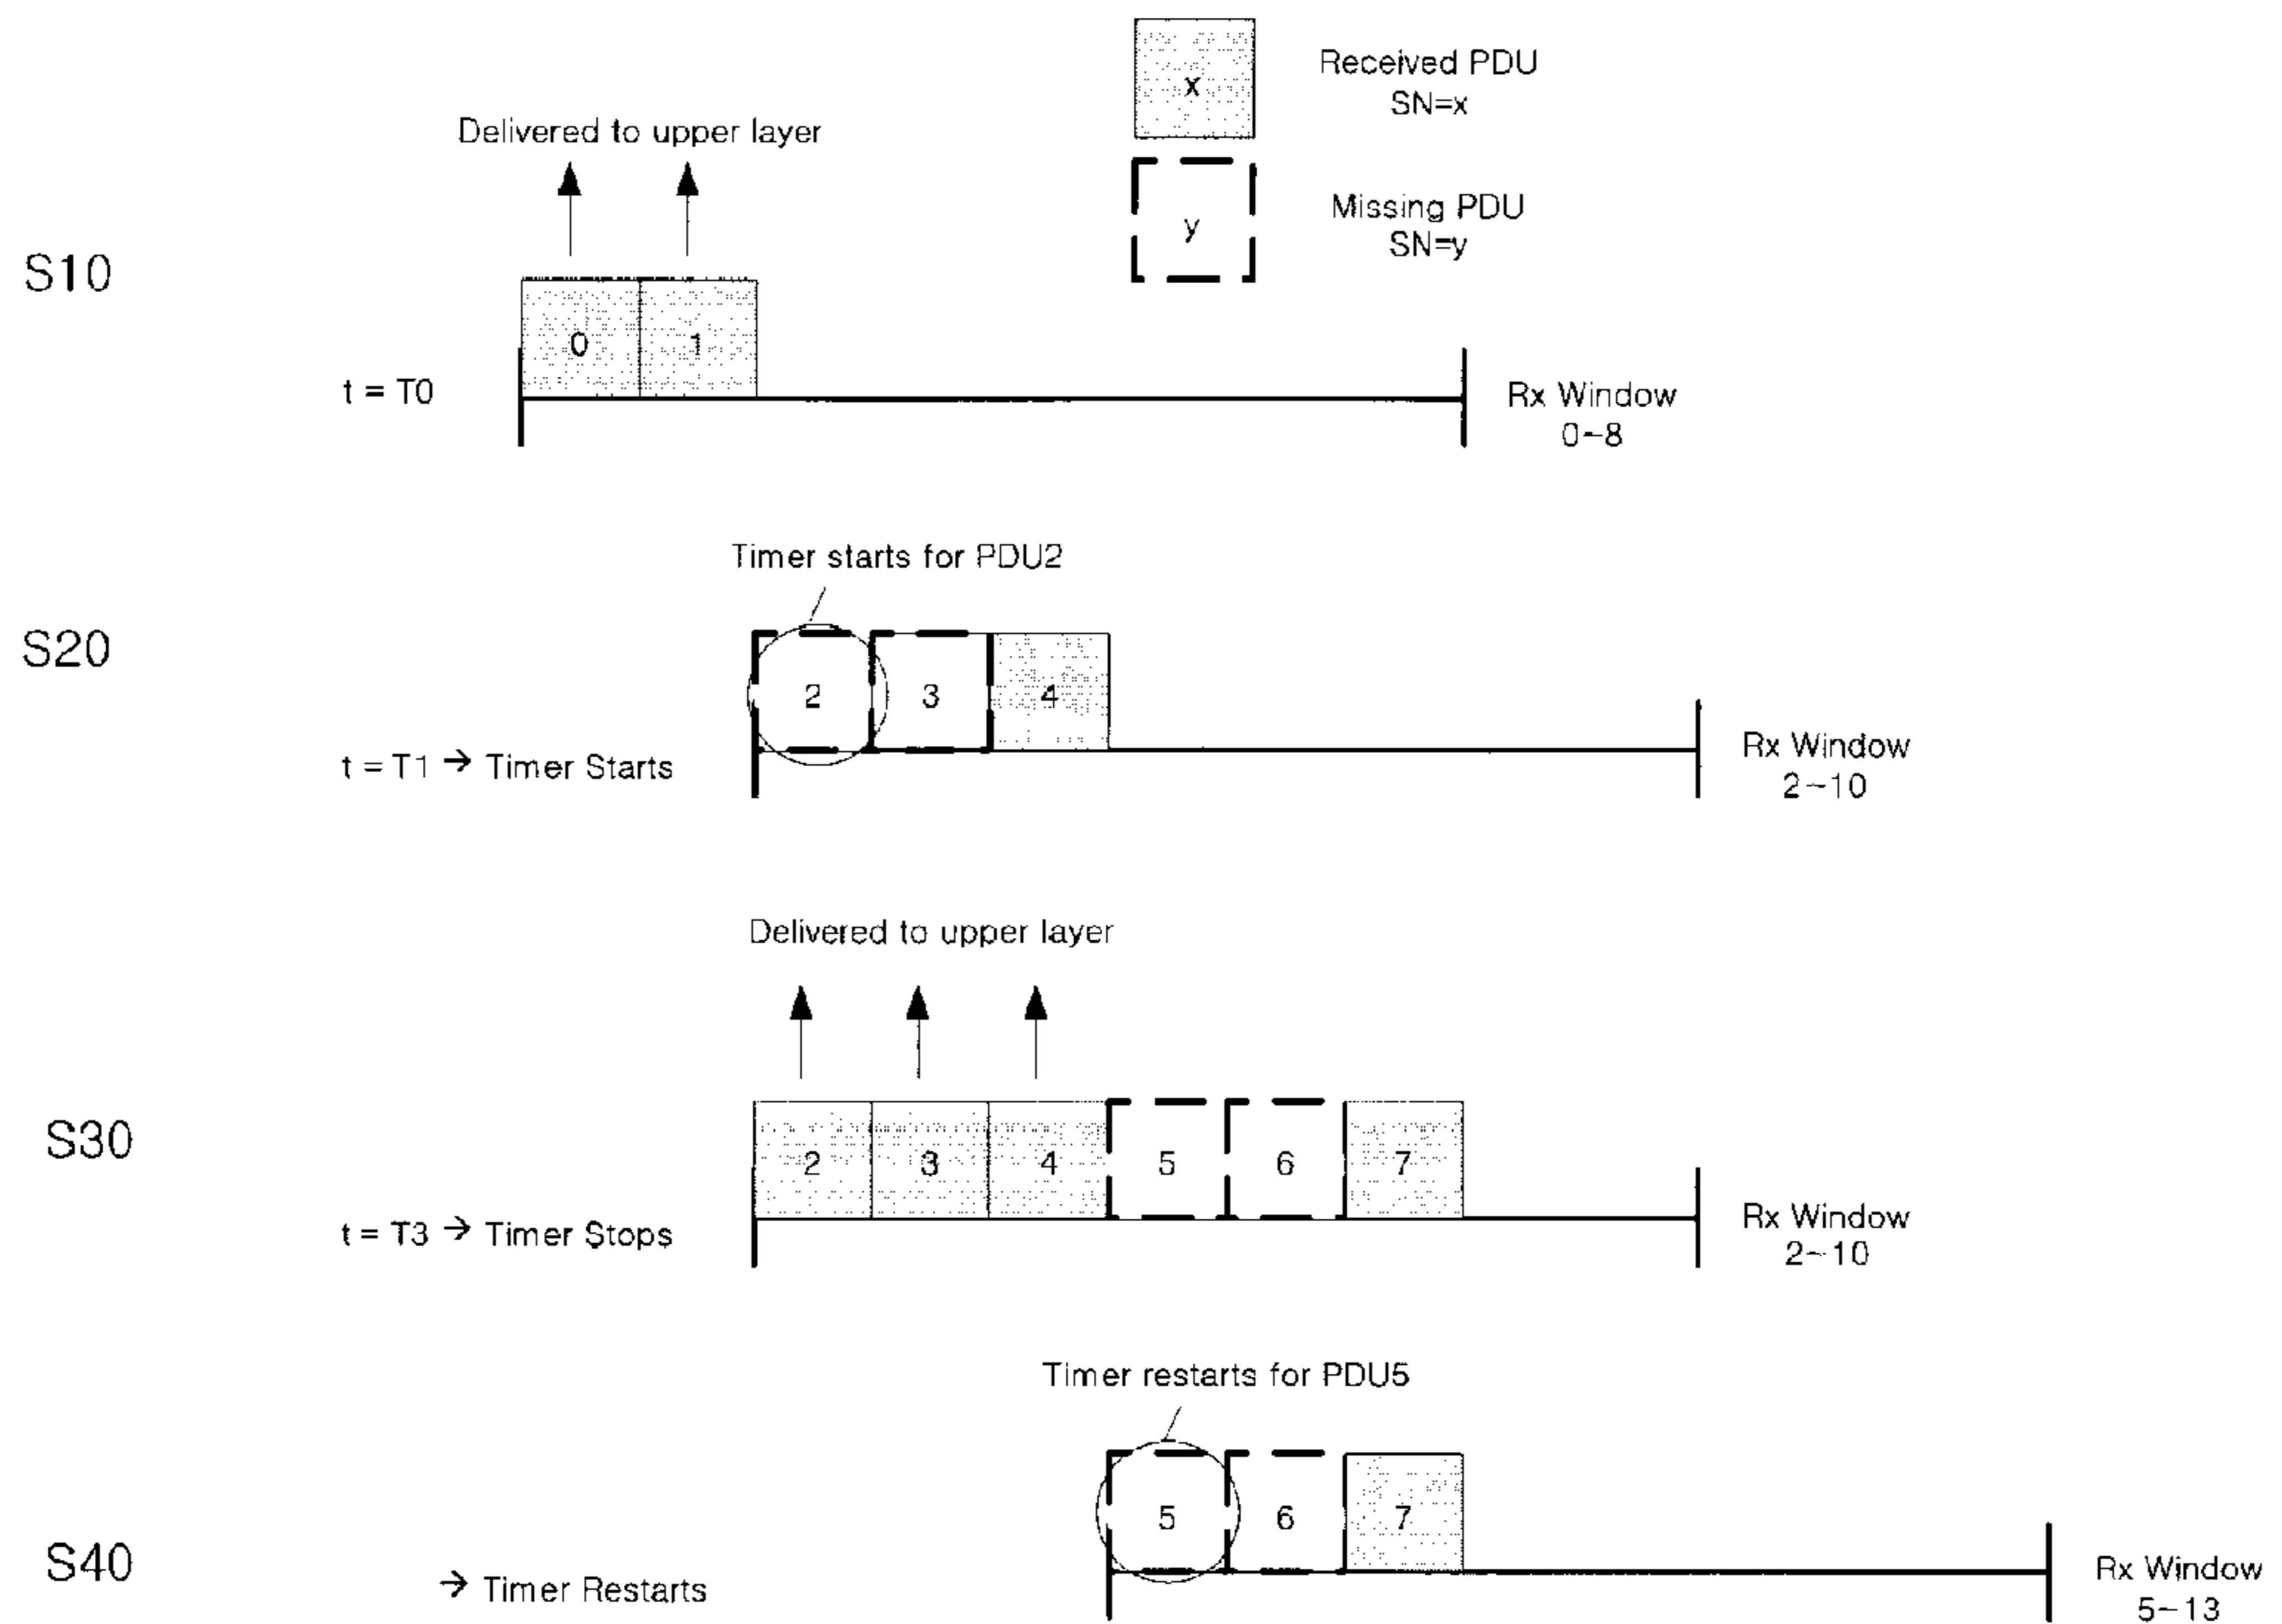 x
Received PDU
SN=x
Delivered to upper layer
y
Missing PDU
SN=y
S10
0 1
t = T0
Rx Window
0~8
Timer starts for PDU2
S20
2 3 4
t = T1 → Timer Starts
Rx Window
2~10
Delivered to upper layer
S30
2 3 4 5 6 7
t = T3 → Timer Stops
Rx Window
2~10
Timer restarts for PDU5
5 6 7
S40
→ Timer Restarts
Rx Window
5~13